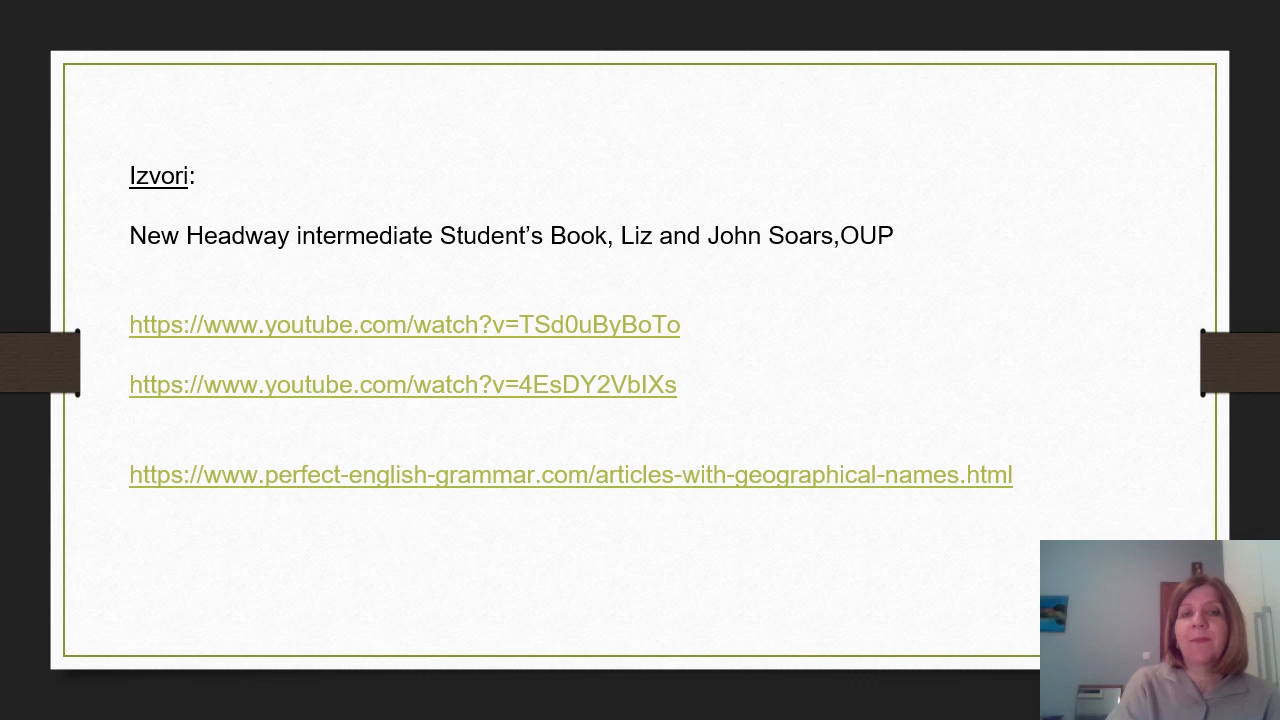 Izvori:
New Headway intermediate Student’s Book, Liz and John Soars,OUP
https://www.youtube.com/watch?v=TSd0uByBoTo
https://www.youtube.com/watch?v=4EsDY2VbIXs
https://www.perfect-english-grammar.com/articles-with-geographical-names.html